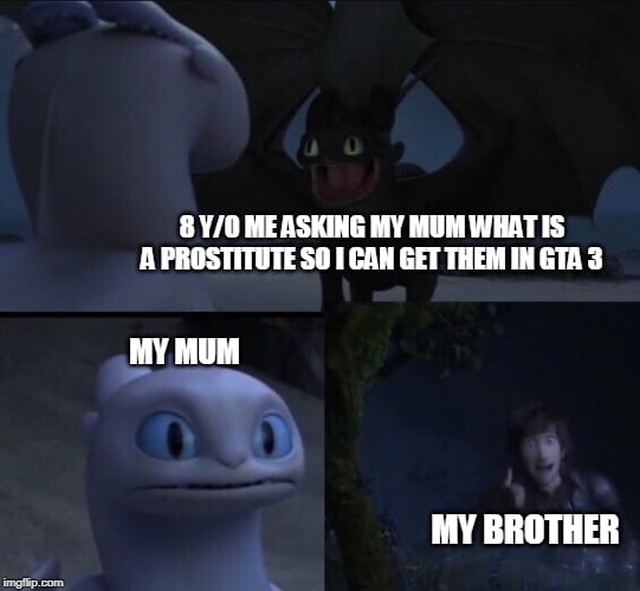 8 Y/O ME ASKING MY MUM WHAT IS
A PROSTITUTE SO I CAN GET THEM IN GTA 3
MY MUM
MY BROTHER
imgflip.com